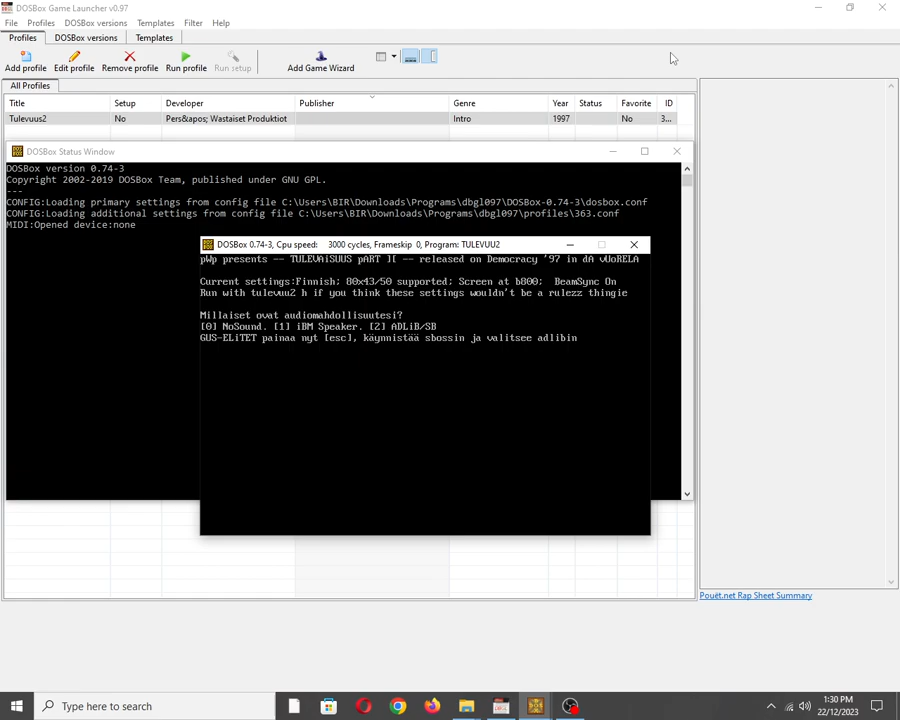 DOSBox Game Launcher v0.97
File Profiles DOSBox versions Templates Filter Help
Profiles DOSBox versions Templates
Add profile Edit profile Remove profile Run profile Run setup Add Game Wizard
All Profiles
Title Setup Developer Publisher Genre Year Status Favorite ID
Tulevuus2 No Pers&apos; Wastaiset Produktiot Intro 1997 No 3...
DOSBox Status Window
DOSBox version 0.74-3
Copyright 2002-2019 DOSBox Team, published under GNU GPL.
---
CONFIG:Loading primary settings from config file C:\Users\BIR\Downloads\Programs\dbgl097\DOSBox-0.74-3\dosbox.conf
CONFIG:Loading additional settings from config file C:\Users\BIR\Downloads\Programs\dbgl097\profiles\363.conf
MIDI:Opened device:none
DOSBox 0.74-3, Cpu speed: 3000 cycles, Frameskip 0, Program: TULEVUU2
pWp presents -- TULEVAiSUUS pART ][ -- released on Democracy '97 in dA vUoRELA
Current settings:Finnish; 80x43/50 supported; Screen at b800; BeamSync On
Run with tulevuu2 h if you think these settings wouldn't be a rulezz thingie
Millaiset ovat audiomahdollisuutesi?
[0] NoSound. [1] iBM Speaker. [2] ADLiB/SB
GUS-ELiTET painaa nyt [esc], käynnistää sbossin ja valitsee adlibin
Pouët.net Rap Sheet Summary
Type here to search
1:30 PM
22/12/2023